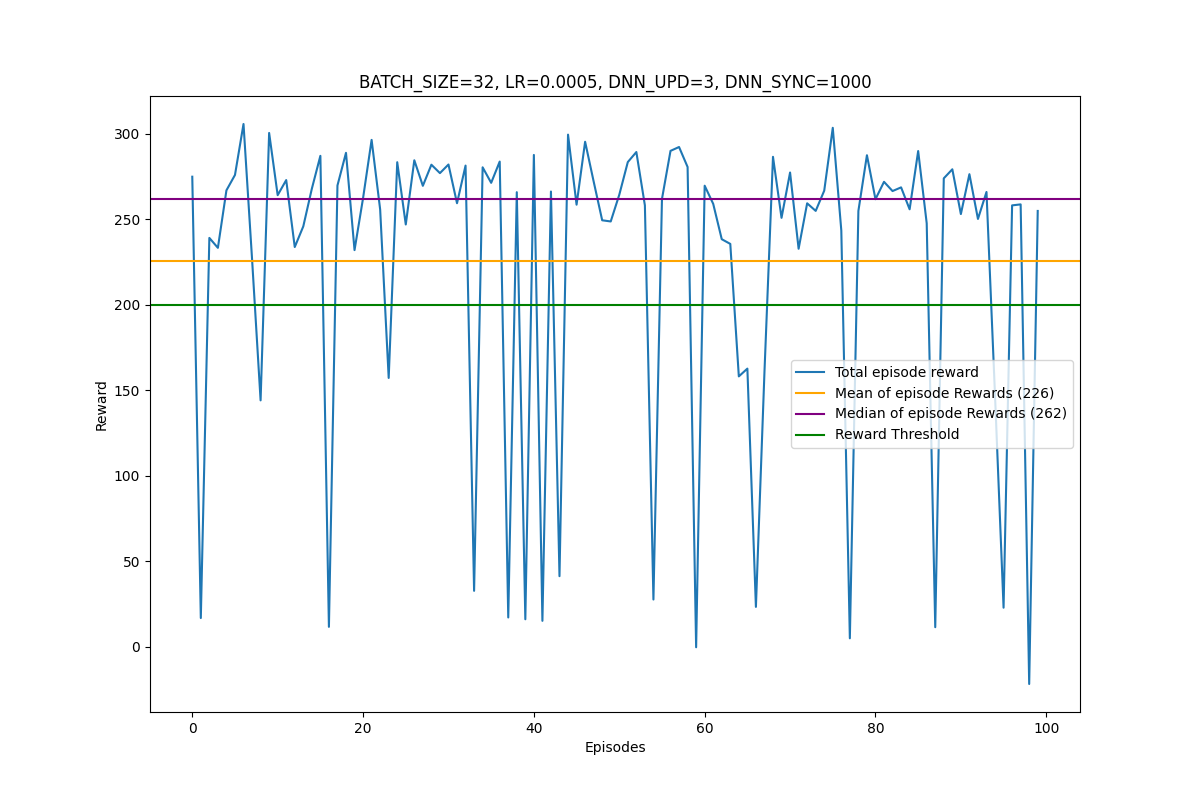 BATCH_SIZE=32, LR=0.0005, DNN_UPD=3, DNN_SYNC=1000
300
250
200
150
100
50
0
Reward
Total episode reward
Mean of episode Rewards (226)
Median of episode Rewards (262)
Reward Threshold
0 20 40 60 80 100
Episodes